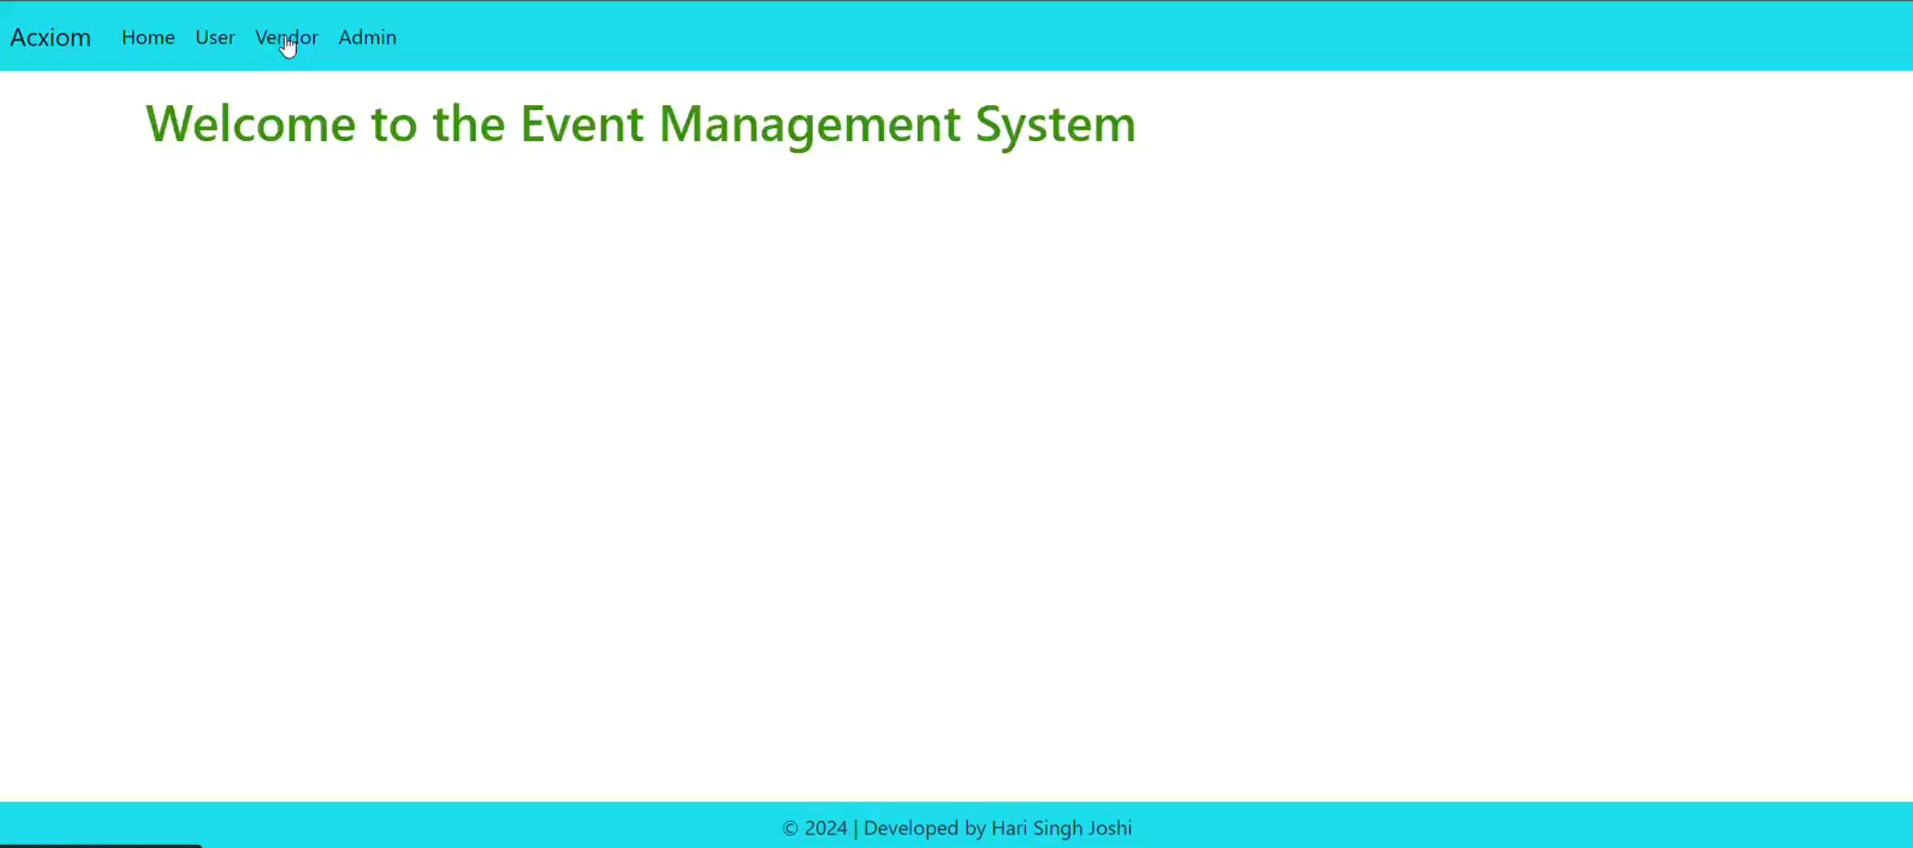 Acxiom Home User Vendor Admin
Welcome to the Event Management System
© 2024 | Developed by Hari Singh Joshi